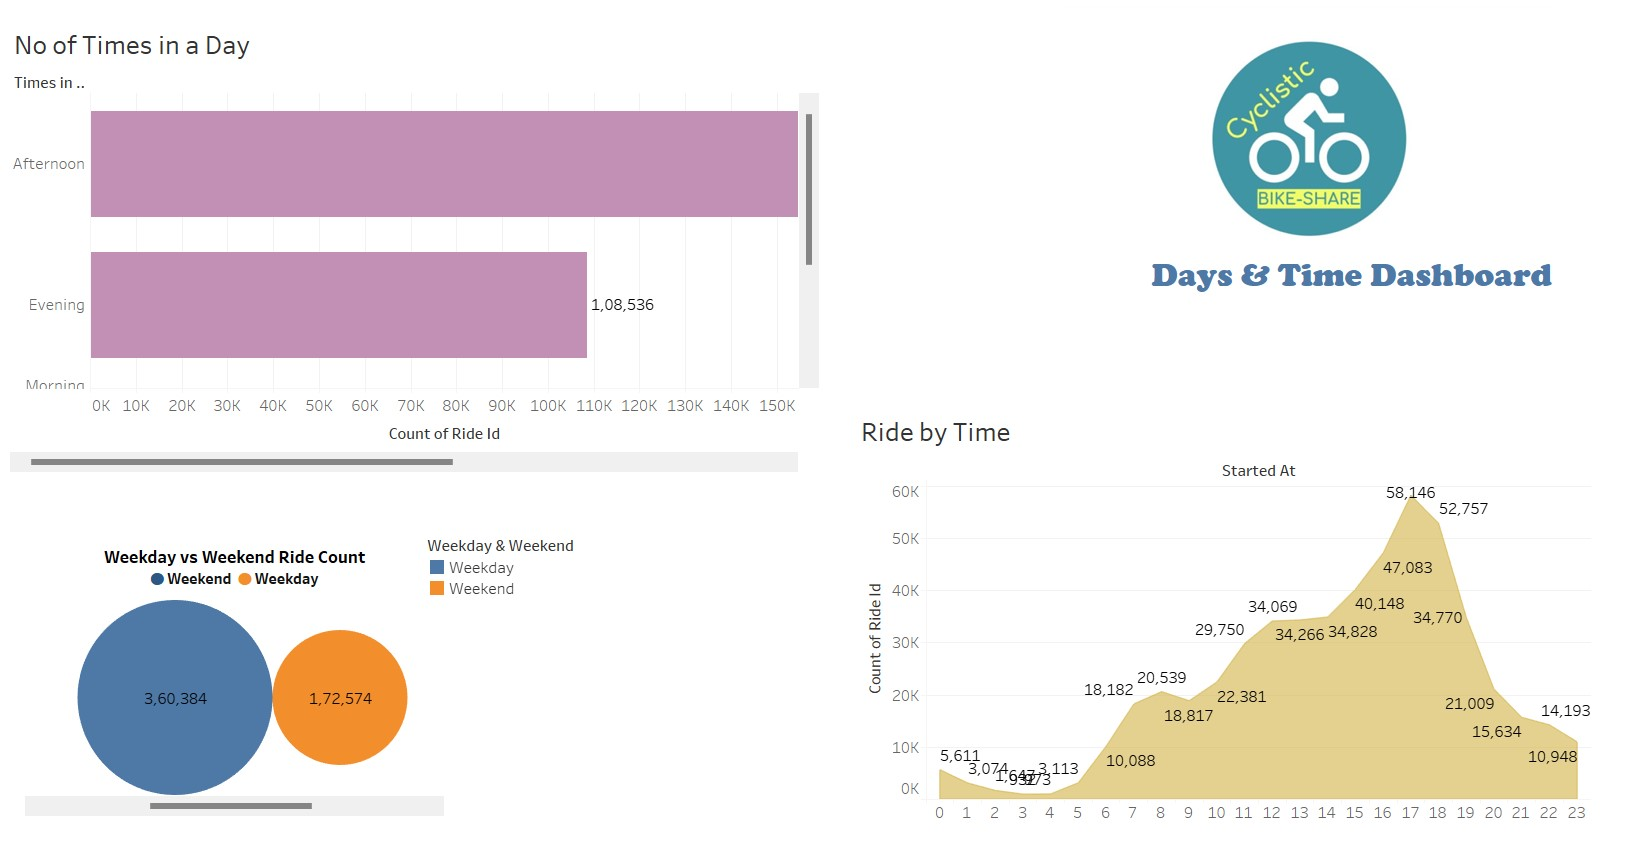 No of Times in a Day
Times in ..
Afternoon
Evening
1,08,536
Morning
0K 10K 20K 30K 40K 50K 60K 70K 80K 90K 100K 110K 120K 130K 140K 150K
Count of Ride Id
Cyclistic
BIKE-SHARE
Days & Time Dashboard
Weekday vs Weekend Ride Count
Weekend Weekday
3,60,384
1,72,574
Weekday & Weekend
Weekday
Weekend
Ride by Time
Started At
60K
50K
40K
30K
20K
10K
0K
Count of Ride Id
5,611
3,074
1,647
932
973
3,113
10,088
18,182
20,539
18,817
22,381
29,750
34,069
34,266
34,828
40,148
47,083
58,146
52,757
34,770
21,009
15,634
14,193
10,948
0 1 2 3 4 5 6 7 8 9 10 11 12 13 14 15 16 17 18 19 20 21 22 23